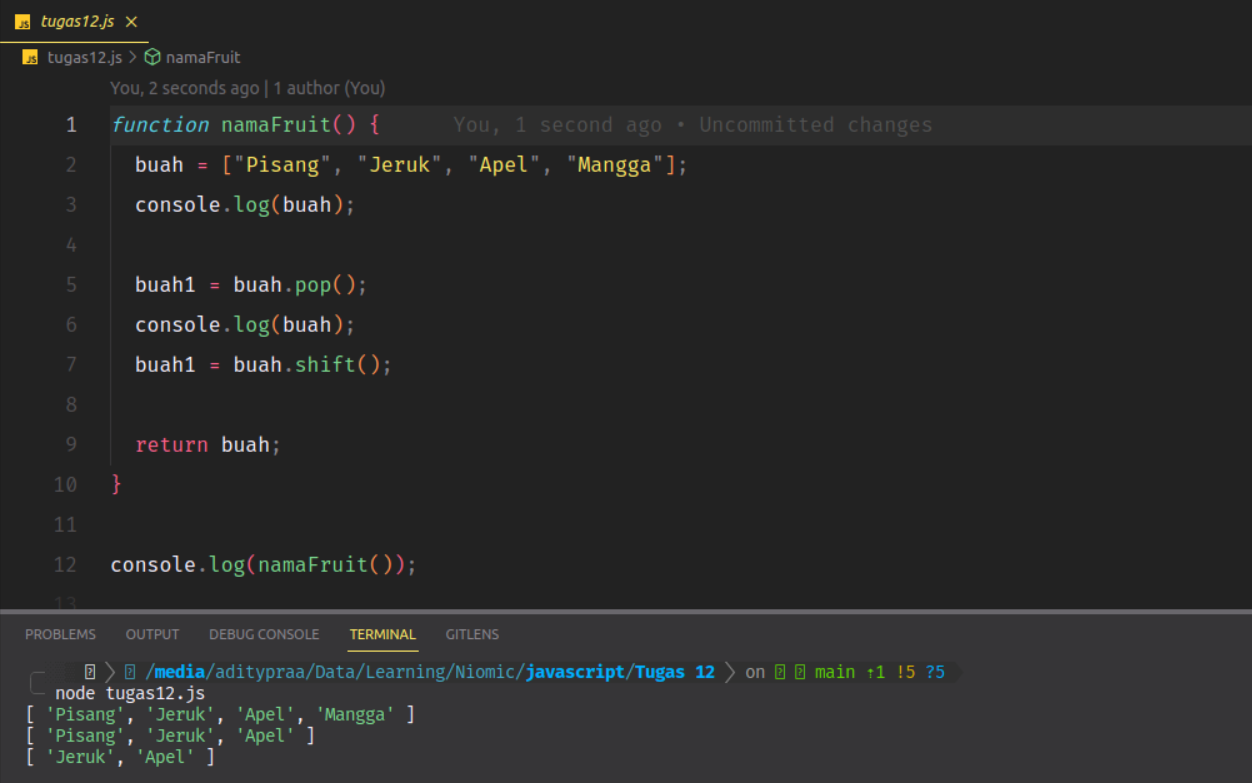 JS tugas12.js ×
JS tugas12.js > namaFruit
You, 2 seconds ago | 1 author (You)
1 function namaFruit() { You, 1 second ago • Uncommitted changes
2 buah = ["Pisang", "Jeruk", "Apel", "Mangga"];
3 console.log(buah);
4
5 buah1 = buah.pop();
6 console.log(buah);
7 buah1 = buah.shift();
8
9 return buah;
10 }
11
12 console.log(namaFruit());
13
PROBLEMS OUTPUT DEBUG CONSOLE TERMINAL GITLENS
/media/aditypraa/Data/Learning/Niomic/javascript/Tugas 12 > on main ⇡1 !5 ?5
node tugas12.js
[ 'Pisang', 'Jeruk', 'Apel', 'Mangga' ]
[ 'Pisang', 'Jeruk', 'Apel' ]
[ 'Jeruk', 'Apel' ]